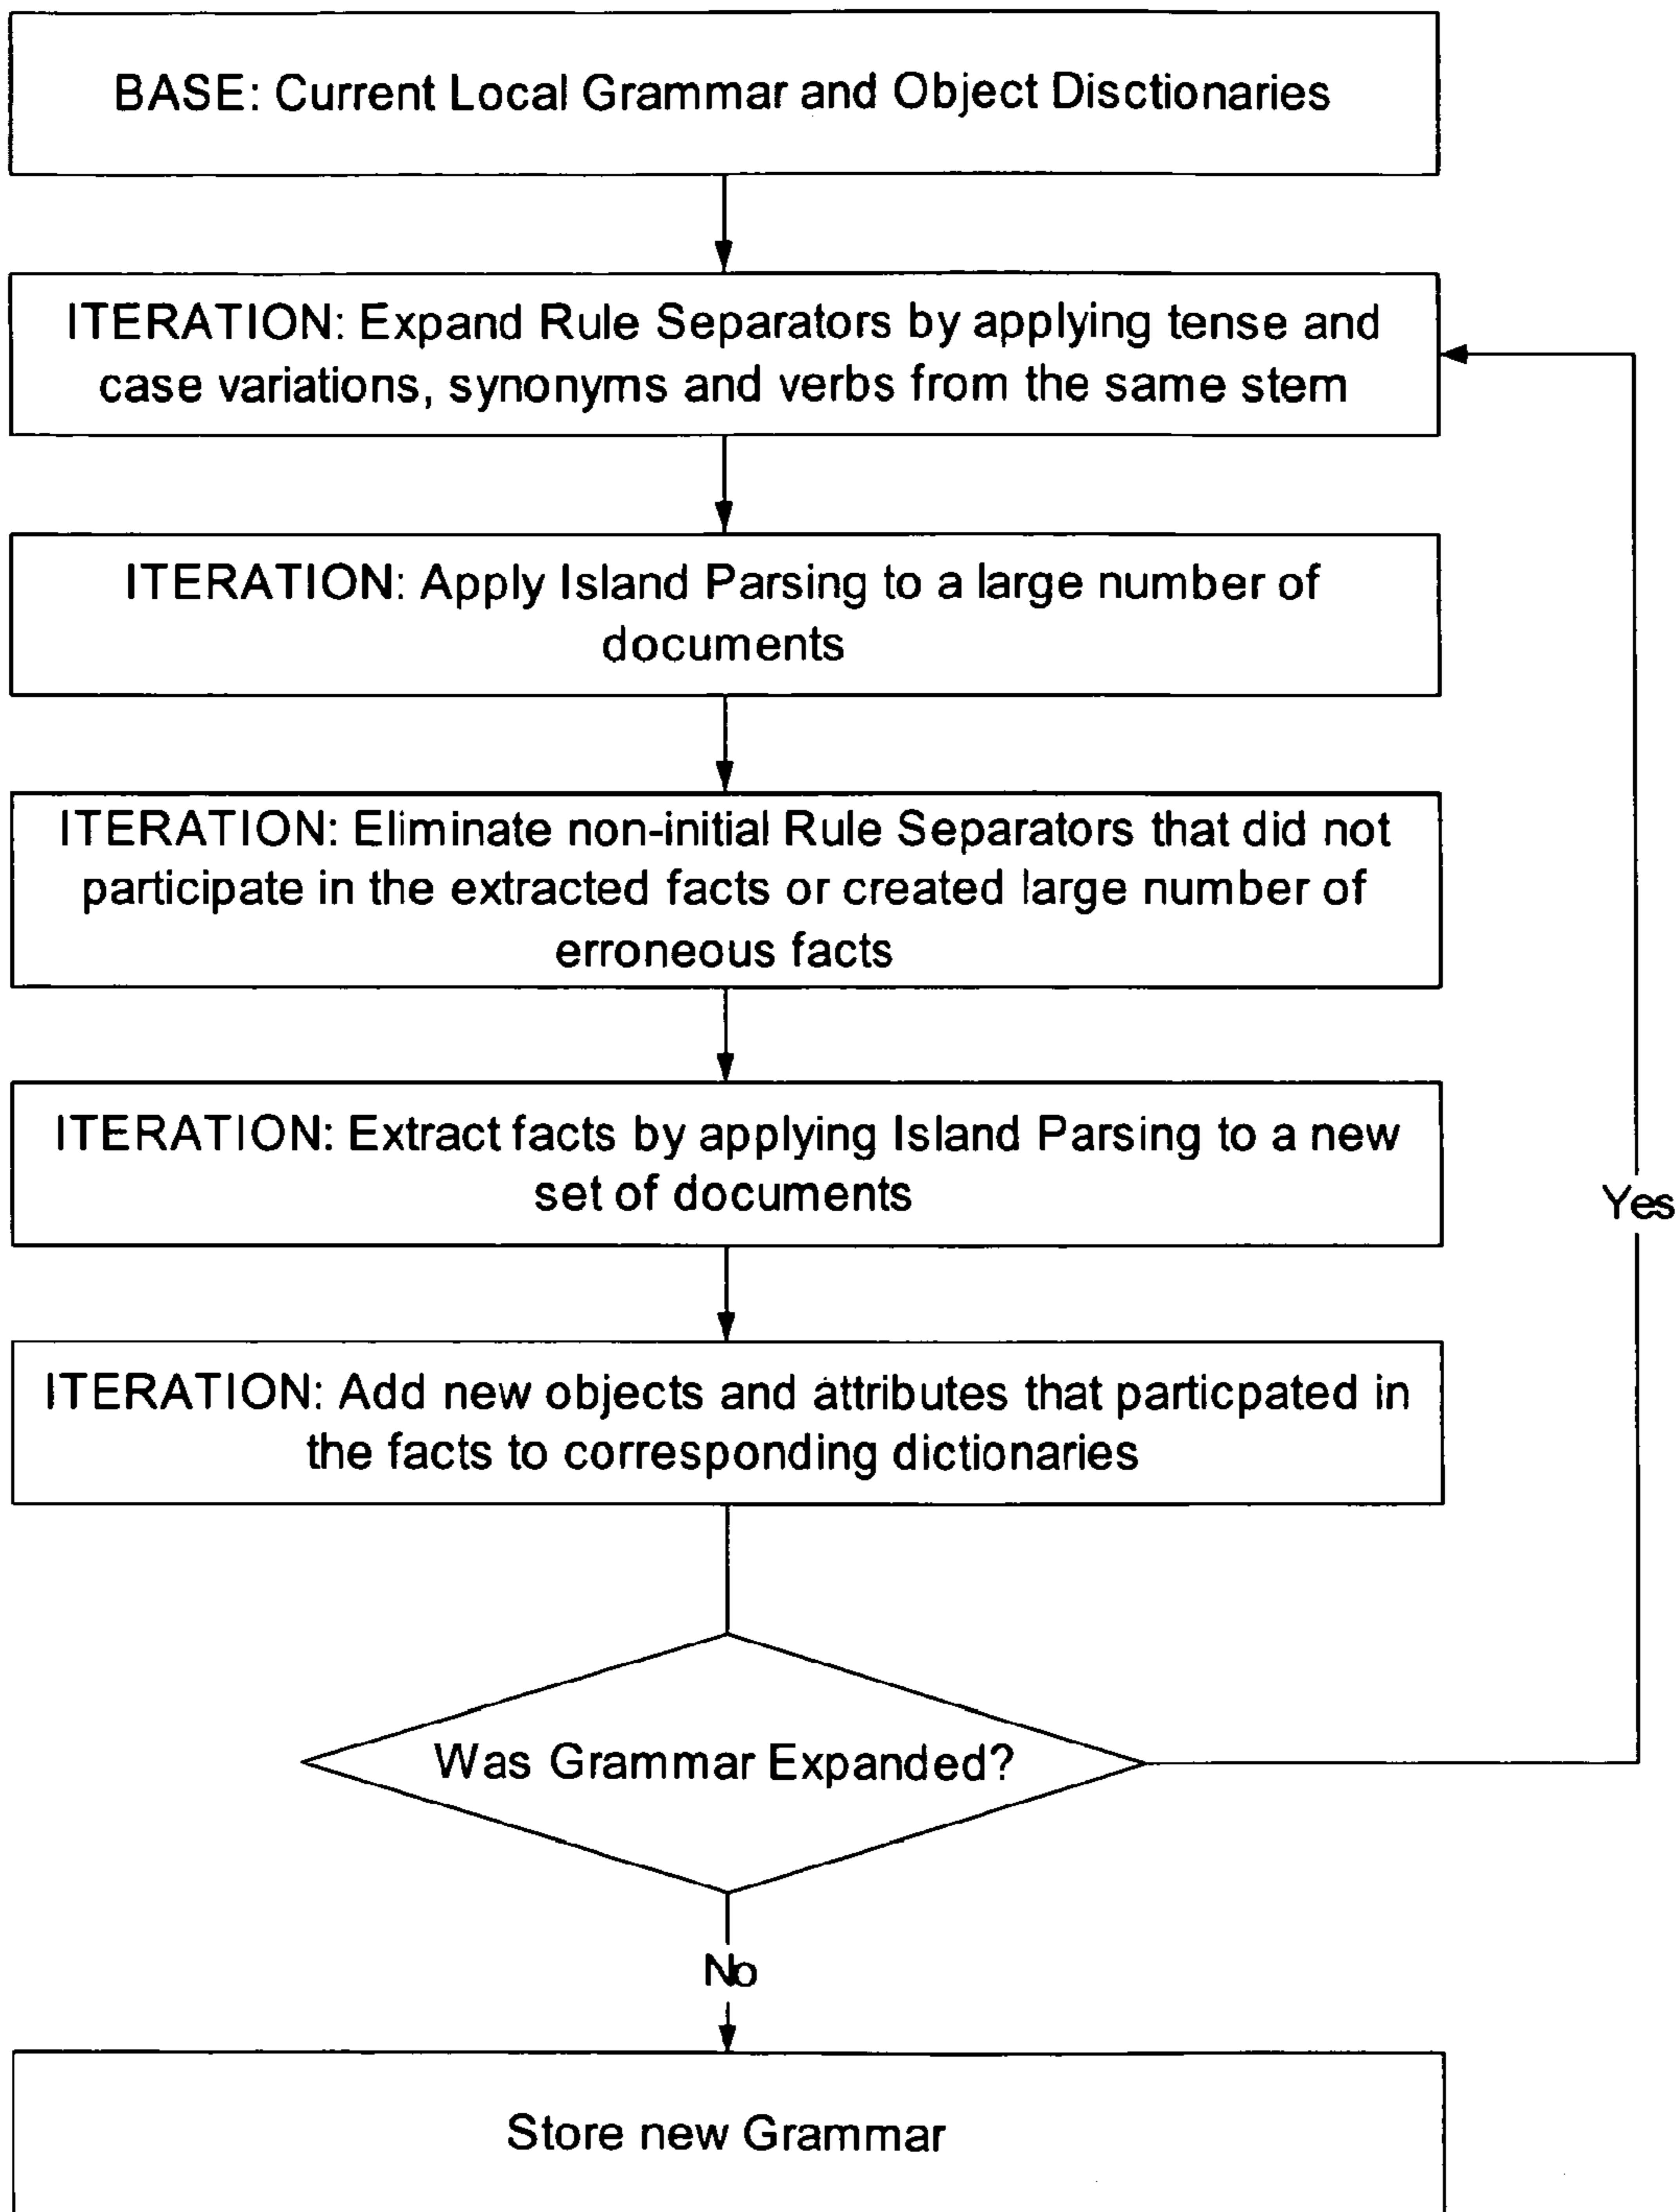 BASE: Current Local Grammar and Object Disctionaries
ITERATION: Expand Rule Separators by applying tense and
case variations, synonyms and verbs from the same stem
ITERATION: Apply Island Parsing to a large number of
documents
ITERATION: Eliminate non-initial Rule Separators that did not
participate in the extracted facts or created large number of
erroneous facts
ITERATION: Extract facts by applying Island Parsing to a new
set of documents
Yes
ITERATION: Add new objects and attributes that particpated in
the facts to corresponding dictionaries
Was Grammar Expanded?
No
Store new Grammar